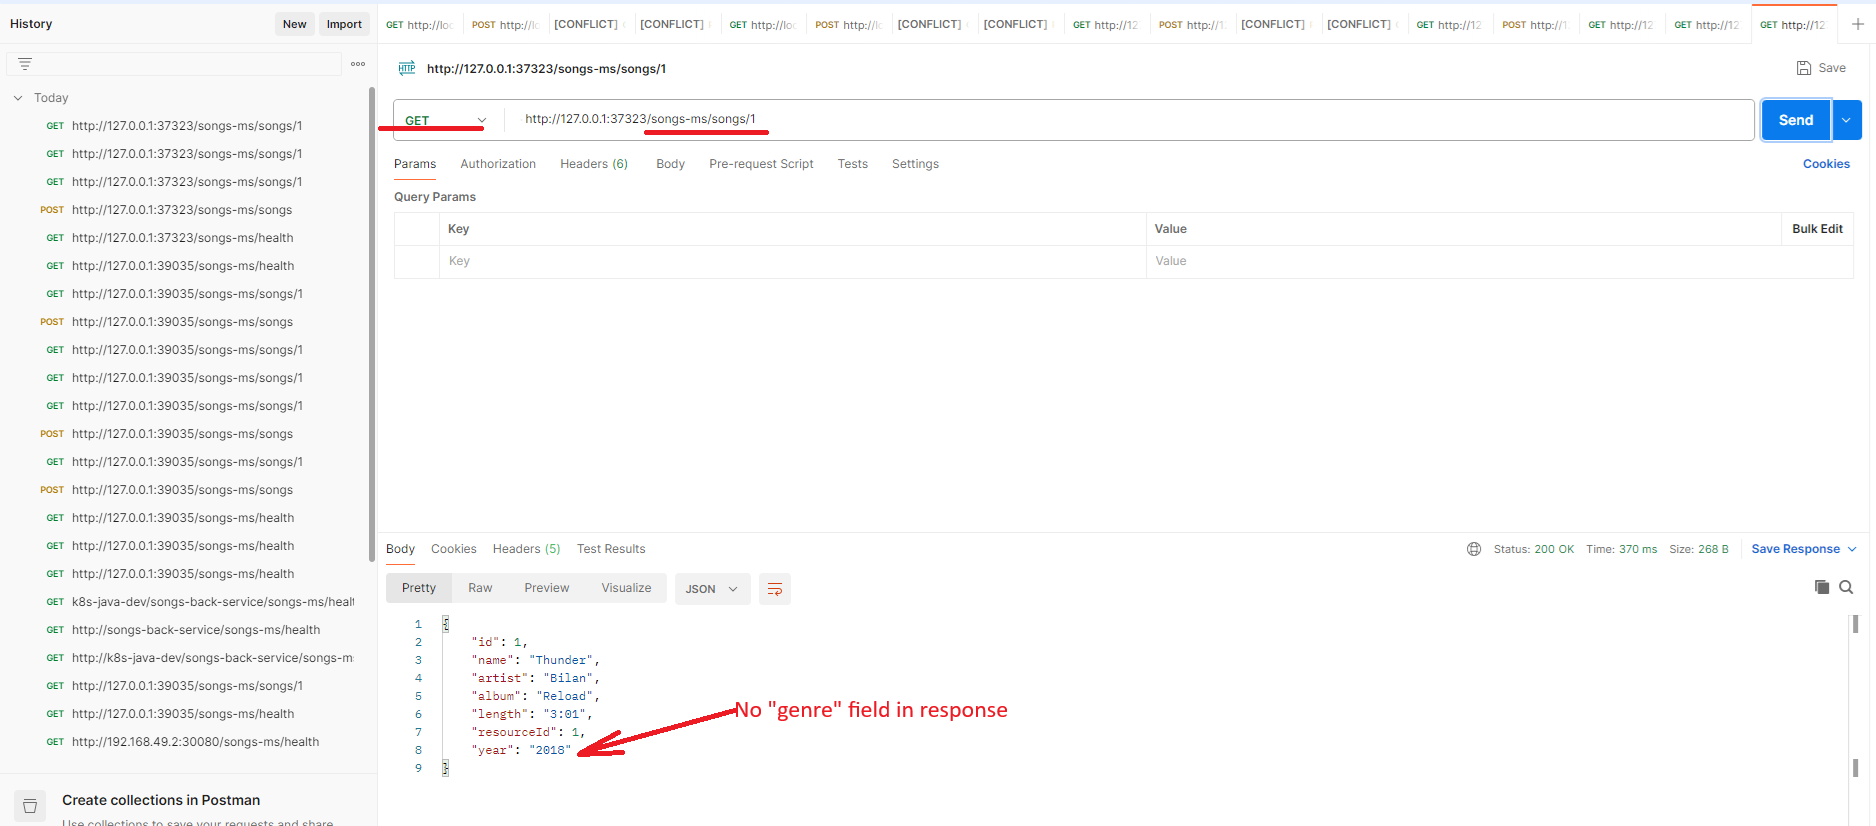 History
New
Import
GET http://loc
POST http://lo
[CONFLICT]
[CONFLICT]
GET http://loc
POST http://lo
[CONFLICT]
[CONFLICT]
GET http://12
POST http://1
[CONFLICT]
[CONFLICT]
GET http://12
POST http://1
GET http://12
GET http://12
GET http://12
Today
GET http://127.0.0.1:37323/songs-ms/songs/1
GET http://127.0.0.1:37323/songs-ms/songs/1
GET http://127.0.0.1:37323/songs-ms/songs/1
POST http://127.0.0.1:37323/songs-ms/songs
GET http://127.0.0.1:37323/songs-ms/health
GET http://127.0.0.1:39035/songs-ms/health
GET http://127.0.0.1:39035/songs-ms/songs/1
POST http://127.0.0.1:39035/songs-ms/songs
GET http://127.0.0.1:39035/songs-ms/songs/1
GET http://127.0.0.1:39035/songs-ms/songs/1
GET http://127.0.0.1:39035/songs-ms/songs/1
POST http://127.0.0.1:39035/songs-ms/songs
GET http://127.0.0.1:39035/songs-ms/songs/1
POST http://127.0.0.1:39035/songs-ms/songs
GET http://127.0.0.1:39035/songs-ms/health
GET http://127.0.0.1:39035/songs-ms/health
GET http://127.0.0.1:39035/songs-ms/health
GET k8s-java-dev/songs-back-service/songs-ms/healt
GET http://songs-back-service/songs-ms/health
GET http://k8s-java-dev/songs-back-service/songs-m
GET http://127.0.0.1:39035/songs-ms/songs/1
GET http://127.0.0.1:39035/songs-ms/health
GET http://192.168.49.2:30080/songs-ms/health
Create collections in Postman
Use collections to save your requests and share
HTTP http://127.0.0.1:37323/songs-ms/songs/1
Save
GET http://127.0.0.1:37323/songs-ms/songs/1
Send
Params Authorization Headers (6) Body Pre-request Script Tests Settings
Cookies
Query Params
Key Value Bulk Edit
Key Value
Body Cookies Headers (5) Test Results
Status: 200 OK Time: 370 ms Size: 268 B
Save Response
Pretty Raw Preview Visualize JSON
1 {
2 "id": 1,
3 "name": "Thunder",
4 "artist": "Bilan",
5 "album": "Reload",
6 "length": "3:01",
7 "resourceId": 1,
8 "year": "2018"
9 }
No "genre" field in response